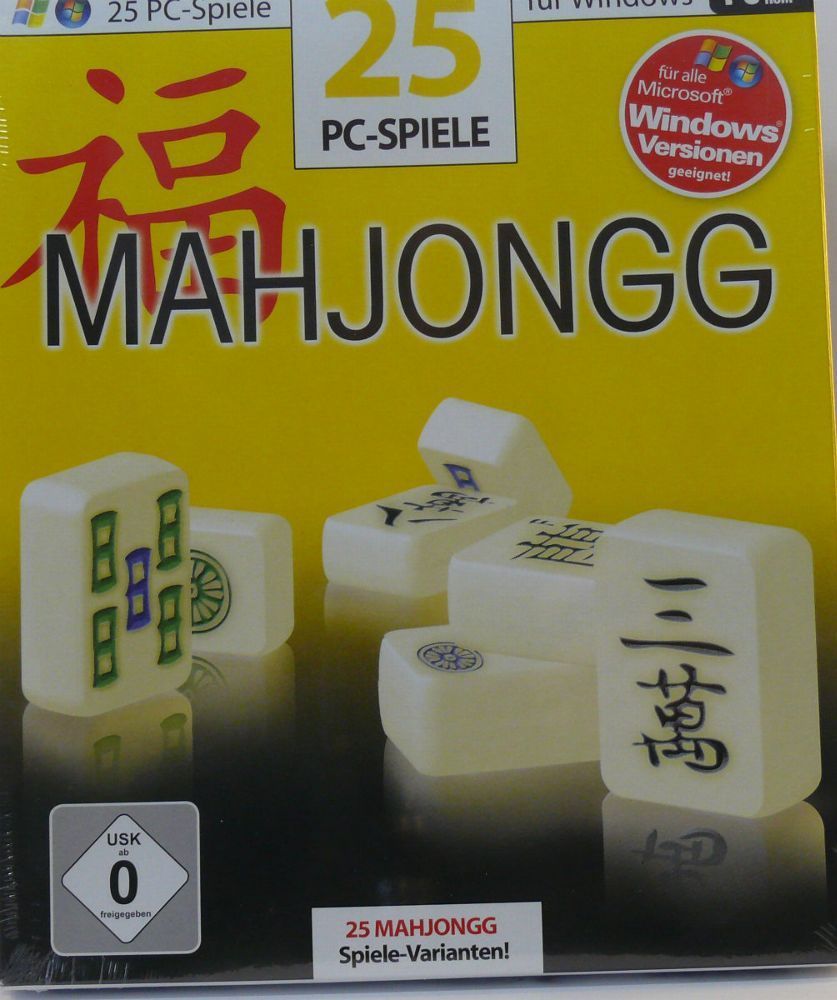 25 PC-Spiele
für Windows
25
PC-SPIELE
für alle
Microsoft®
Windows®
Versionen
geeignet!
福
MAHJONGG
三
USK
ab
0
freigegeben
25 MAHJONGG
Spiele-Varianten!